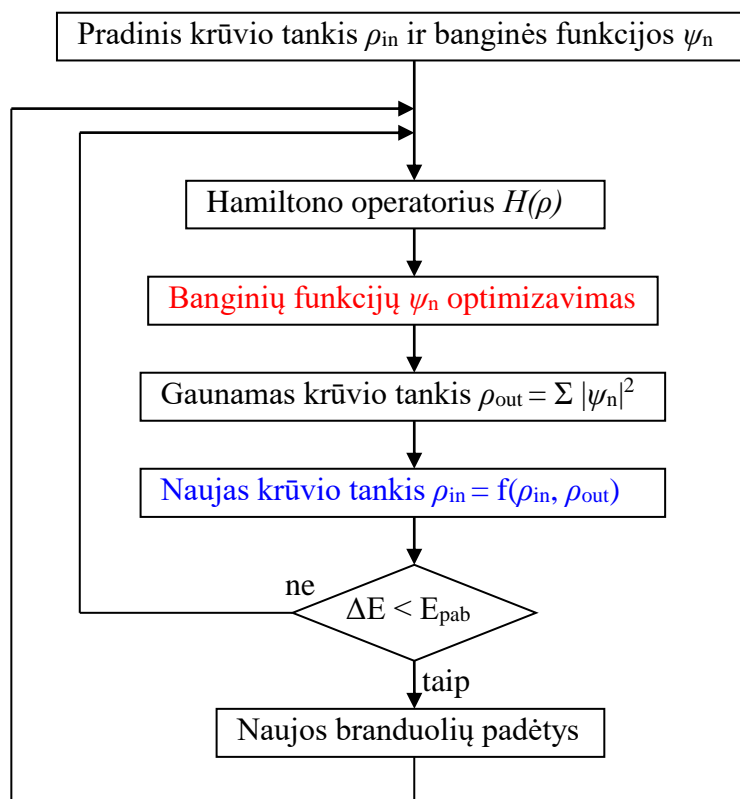 Pradinis krūvio tankis ρin ir banginės funkcijos ψn
Hamiltono operatorius H(ρ)
Banginių funkcijų ψn optimizavimas
Gaunamas krūvio tankis ρout = Σ |ψn|²
Naujas krūvio tankis ρin = f(ρin, ρout)
ne
ΔE < Epab
taip
Naujos branduolių padėtys